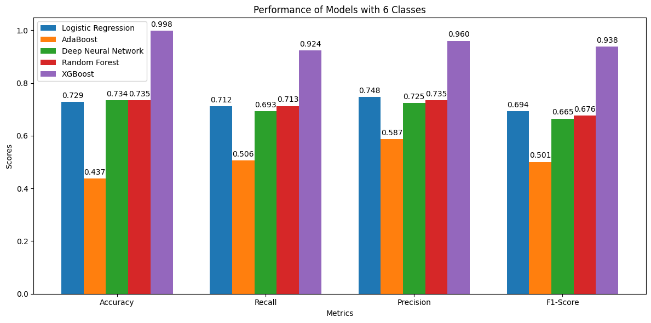 Performance of Models with 6 Classes
Logistic Regression
AdaBoost
Deep Neural Network
Random Forest
XGBoost
Scores
1.0
0.8
0.6
0.4
0.2
0.0
0.729
0.437
0.734
0.735
0.998
0.712
0.506
0.693
0.713
0.924
0.748
0.587
0.725
0.735
0.960
0.694
0.501
0.665
0.676
0.938
Accuracy
Recall
Precision
F1-Score
Metrics